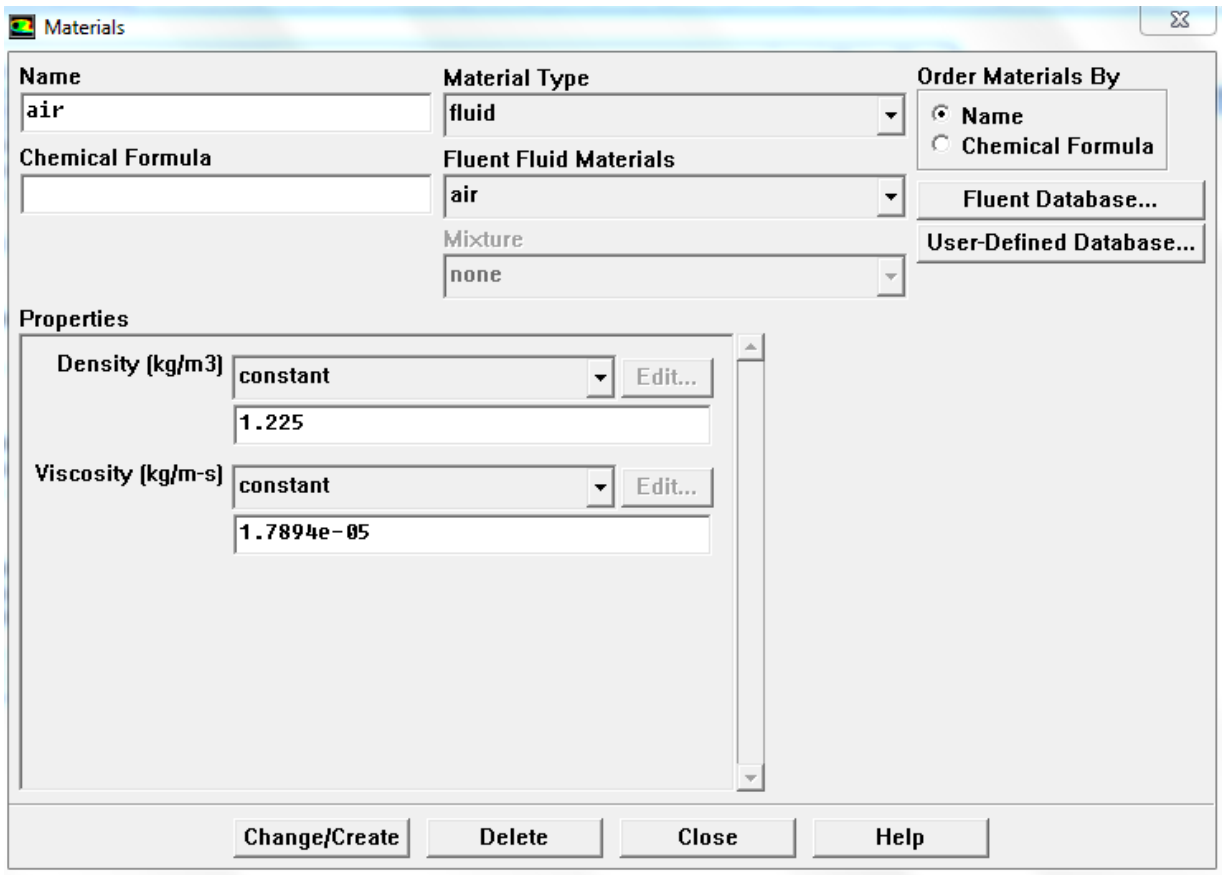 Materials
Name
air
Chemical Formula
Material Type
fluid
Fluent Fluid Materials
air
Mixture
none
Order Materials By
Name
Chemical Formula
Fluent Database...
User-Defined Database...
Properties
Density (kg/m3)
constant
Edit...
1.225
Viscosity (kg/m-s)
constant
Edit...
1.7894e-05
Change/Create
Delete
Close
Help